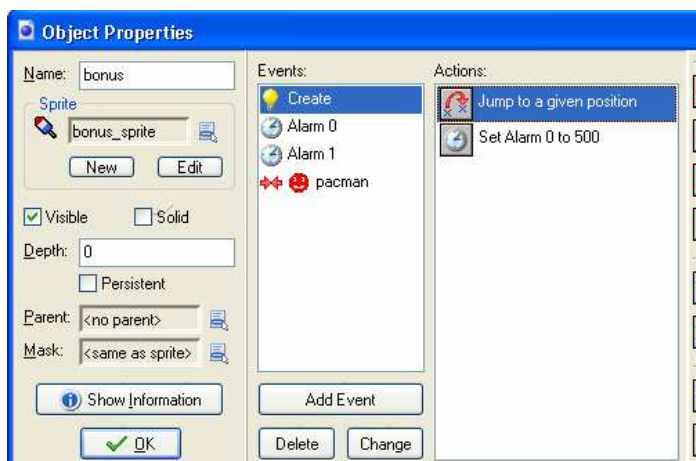 Object Properties
Name: bonus
Sprite
bonus_sprite
New Edit
Visible Solid
Depth: 0
Persistent
Parent: <no parent>
Mask: <same as sprite>
Show Information
OK
Events:
Create
Alarm 0
Alarm 1
pacman
Add Event
Delete Change
Actions:
Jump to a given position
Set Alarm 0 to 500